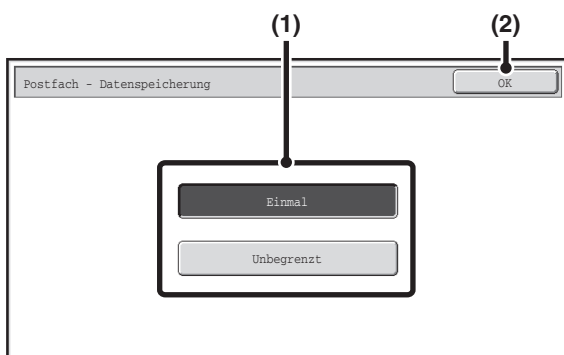 (1) (2)
Postfach - Datenspeicherung OK
Einmal
Unbegrenzt